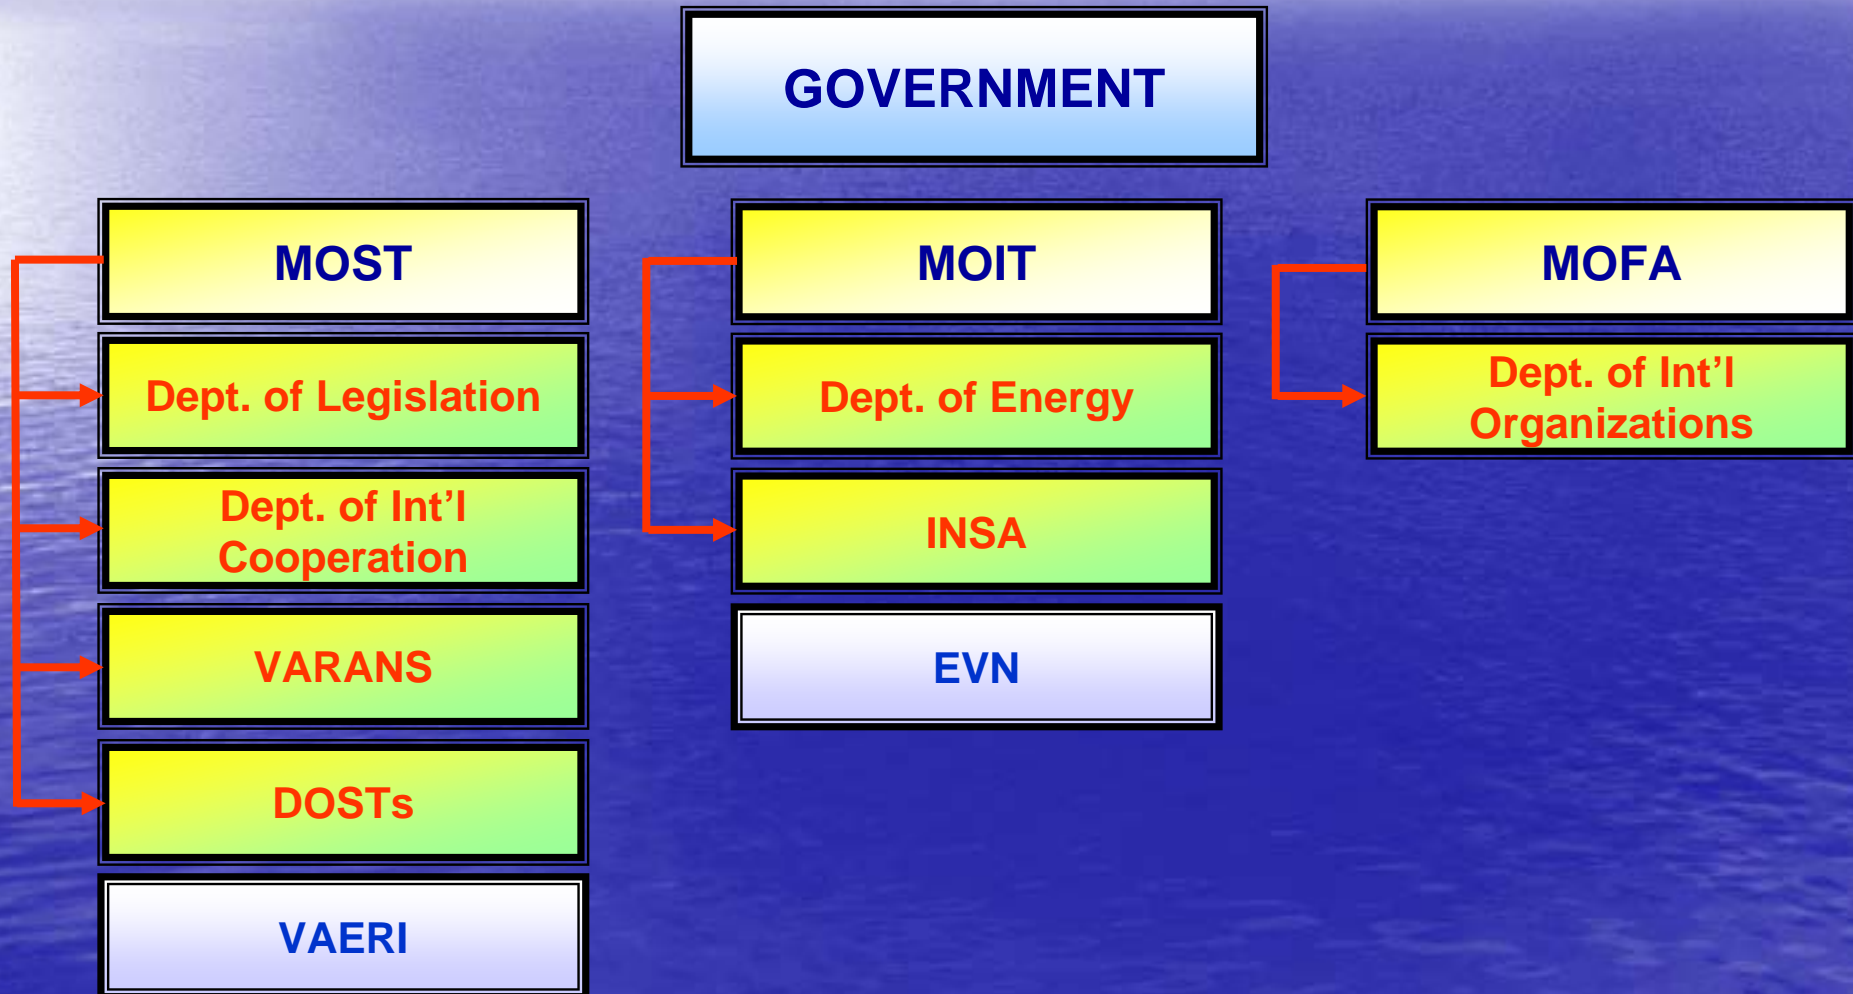 GOVERNMENT
MOST
Dept. of Legislation
Dept. of Int’l
Cooperation
VARANS
DOSTs
VAERI
MOIT
Dept. of Energy
INSA
EVN
MOFA
Dept. of Int’l
Organizations